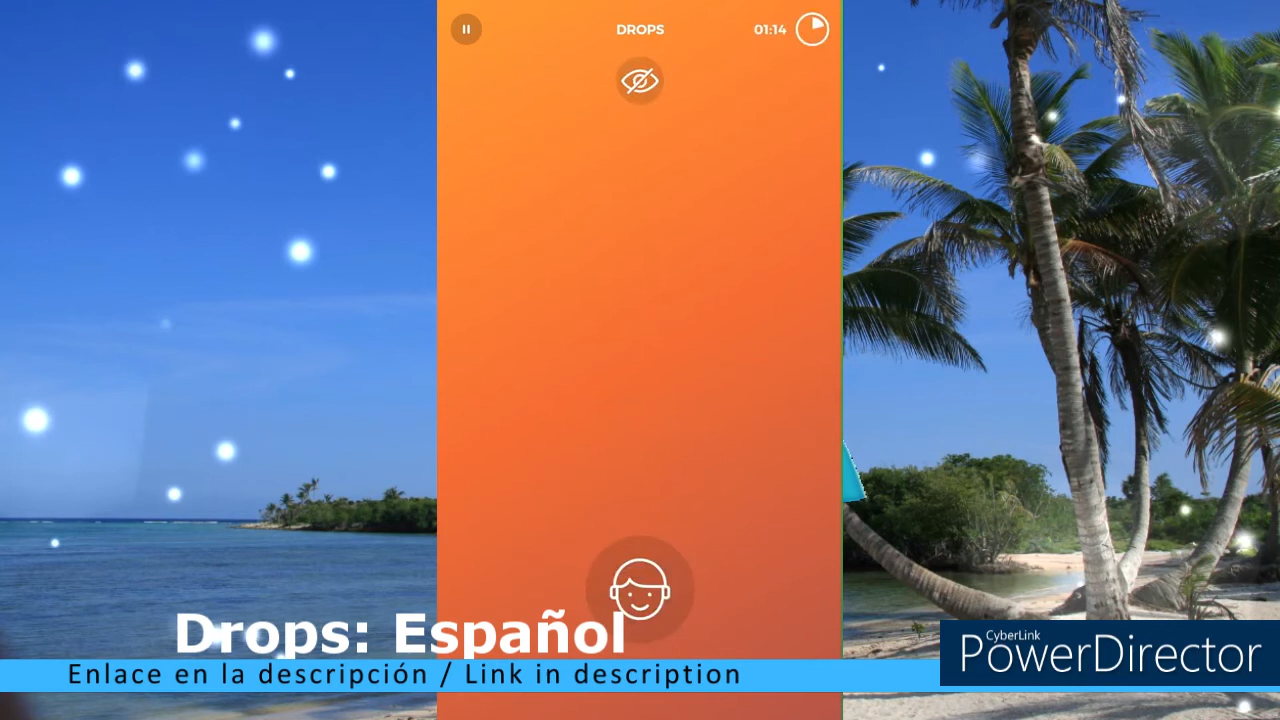 DROPS
01:14
Drops: Español
Enlace en la descripción / Link in description
CyberLink
PowerDirector